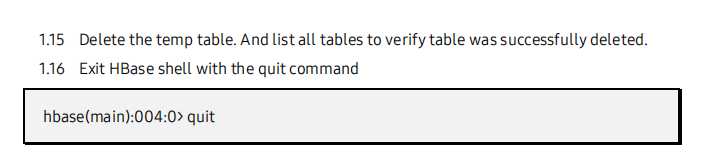 1.15 Delete the temp table. And list all tables to verify table was successfully deleted.
1.16 Exit HBase shell with the quit command
hbase(main):004:0> quit